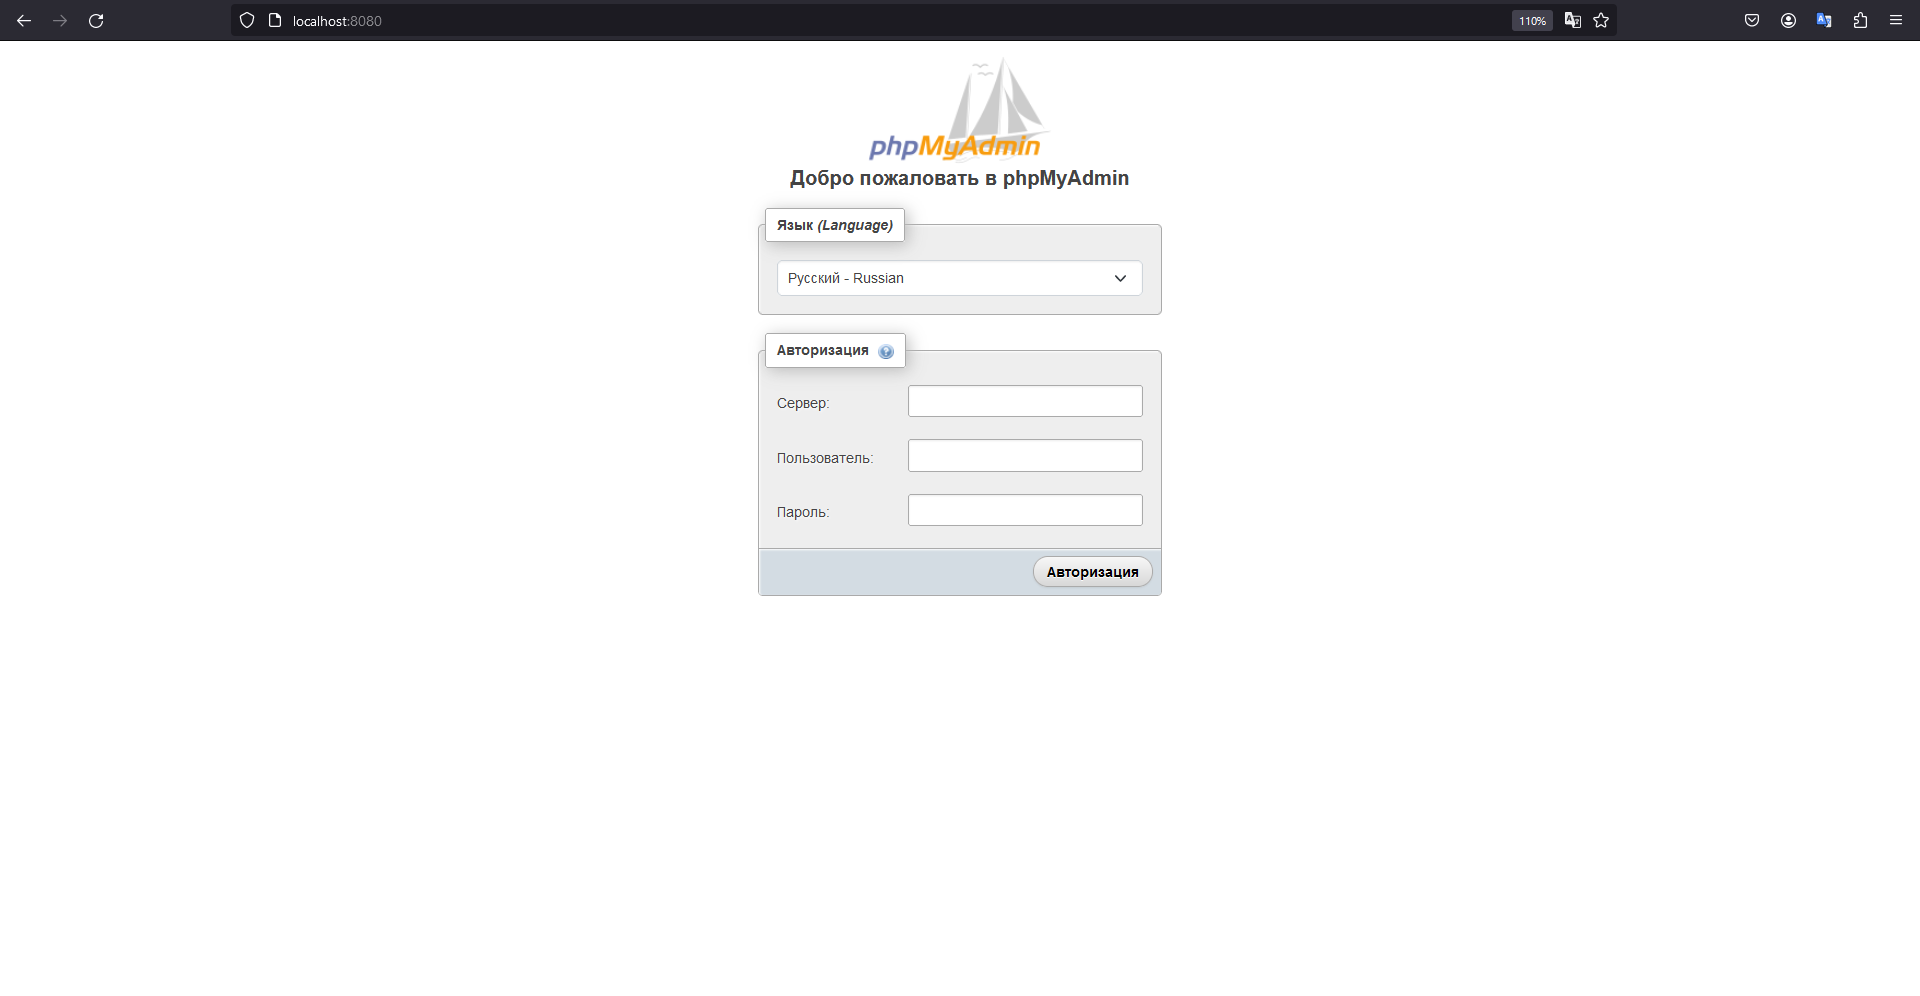 localhost:8080
110%
phpMyAdmin
Добро пожаловать в phpMyAdmin
Язык (Language)
Русский - Russian
Авторизация
Сервер:
Пользователь:
Пароль:
Авторизация